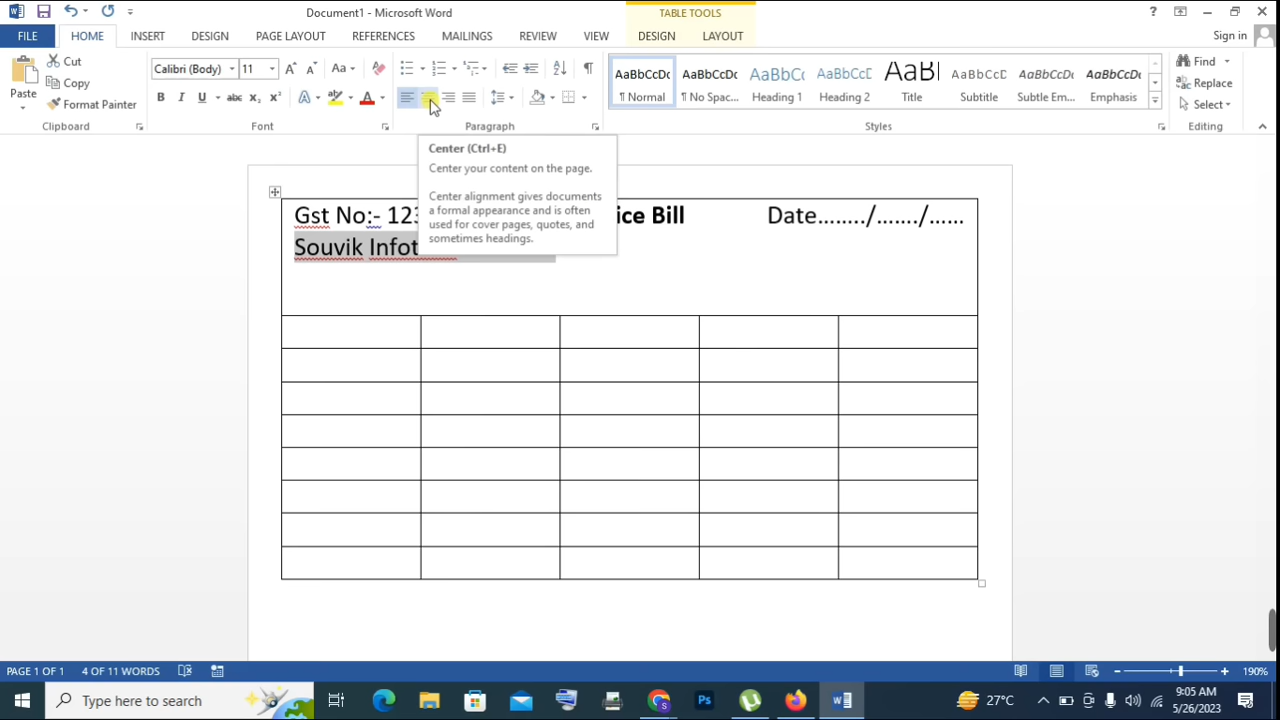 Document1 - Microsoft Word
TABLE TOOLS
FILE HOME INSERT DESIGN PAGE LAYOUT REFERENCES MAILINGS REVIEW VIEW DESIGN LAYOUT Sign in
Paste
Cut
Copy
Format Painter
Clipboard
Calibri (Body) 11
Font
Paragraph
AaBbCcDc ¶ Normal
AaBbCcDc ¶ No Spac...
AaBbCc Heading 1
AaBbCcC Heading 2
AaBl Title
AaBbCcC Subtitle
AaBbCcDc Subtle Em...
AaBbCcDc Emphasis
Styles
Find
Replace
Select
Editing
Center (Ctrl+E)
Center your content on the page.
Center alignment gives documents
a formal appearance and is often
used for cover pages, quotes, and
sometimes headings.
Gst No:- 123 ice Bill Date......../......./......
Souvik Infot
PAGE 1 OF 1 4 OF 11 WORDS 190%
Type here to search
27°C
9:05 AM
5/26/2023